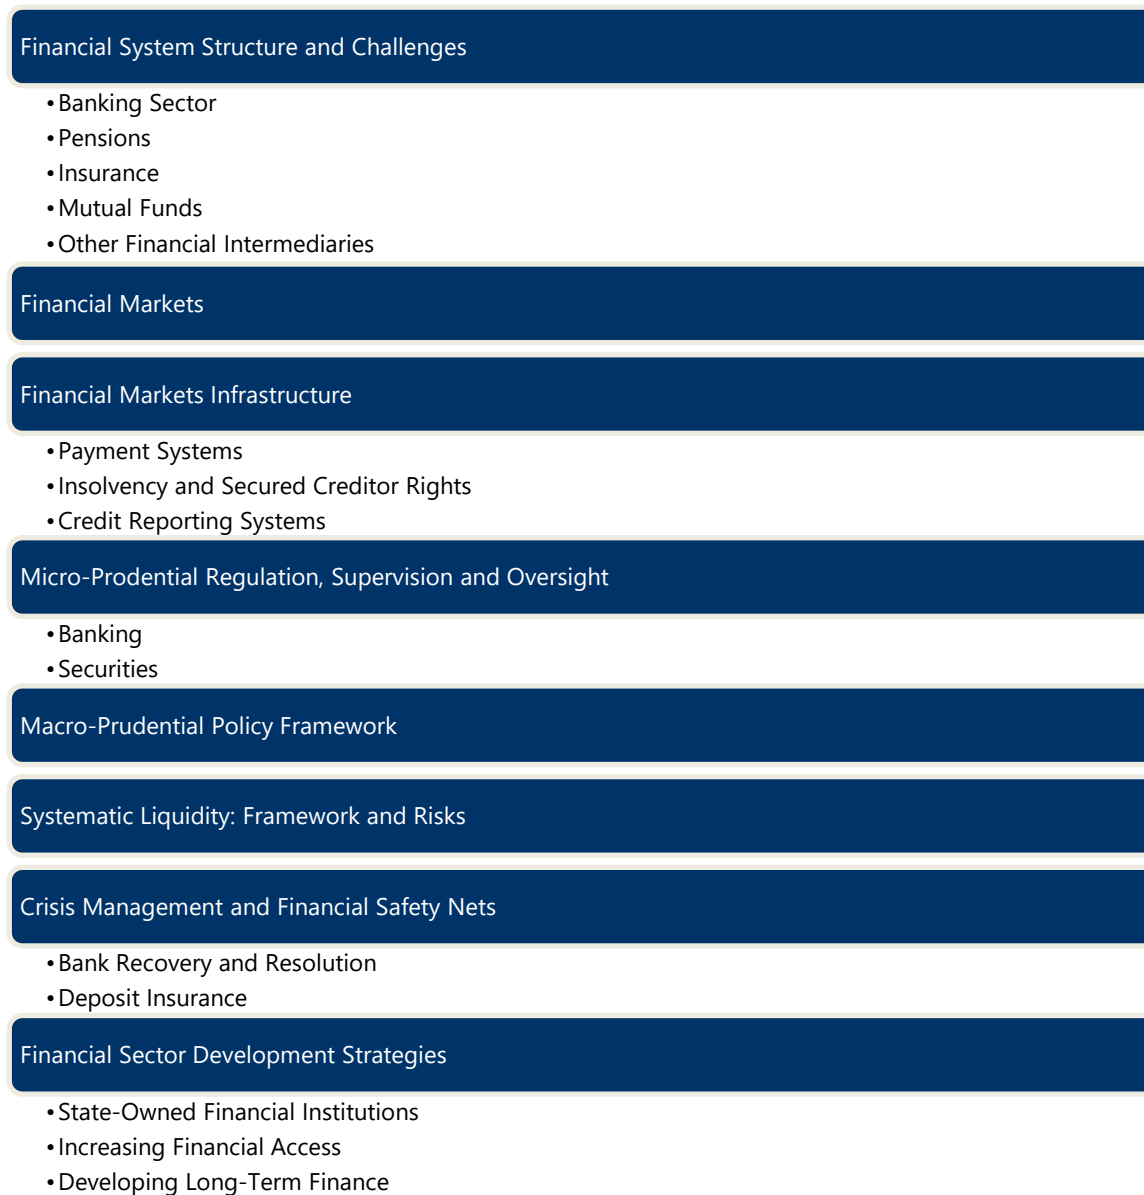 Financial System Structure and Challenges
•Banking Sector
•Pensions
•Insurance
•Mutual Funds
•Other Financial Intermediaries
Financial Markets
Financial Markets Infrastructure
•Payment Systems
•Insolvency and Secured Creditor Rights
•Credit Reporting Systems
Micro-Prodential Regulation, Supervision and Oversight
•Banking
•Securities
Macro-Prudential Policy Framework
Systematic Liquidity: Framework and Risks
Crisis Management and Financial Safety Nets
•Bank Recovery and Resolution
•Deposit Insurance
Financial Sector Development Strategies
•State-Owned Financial Institutions
•Increasing Financial Access
•Developing Long-Term Finance